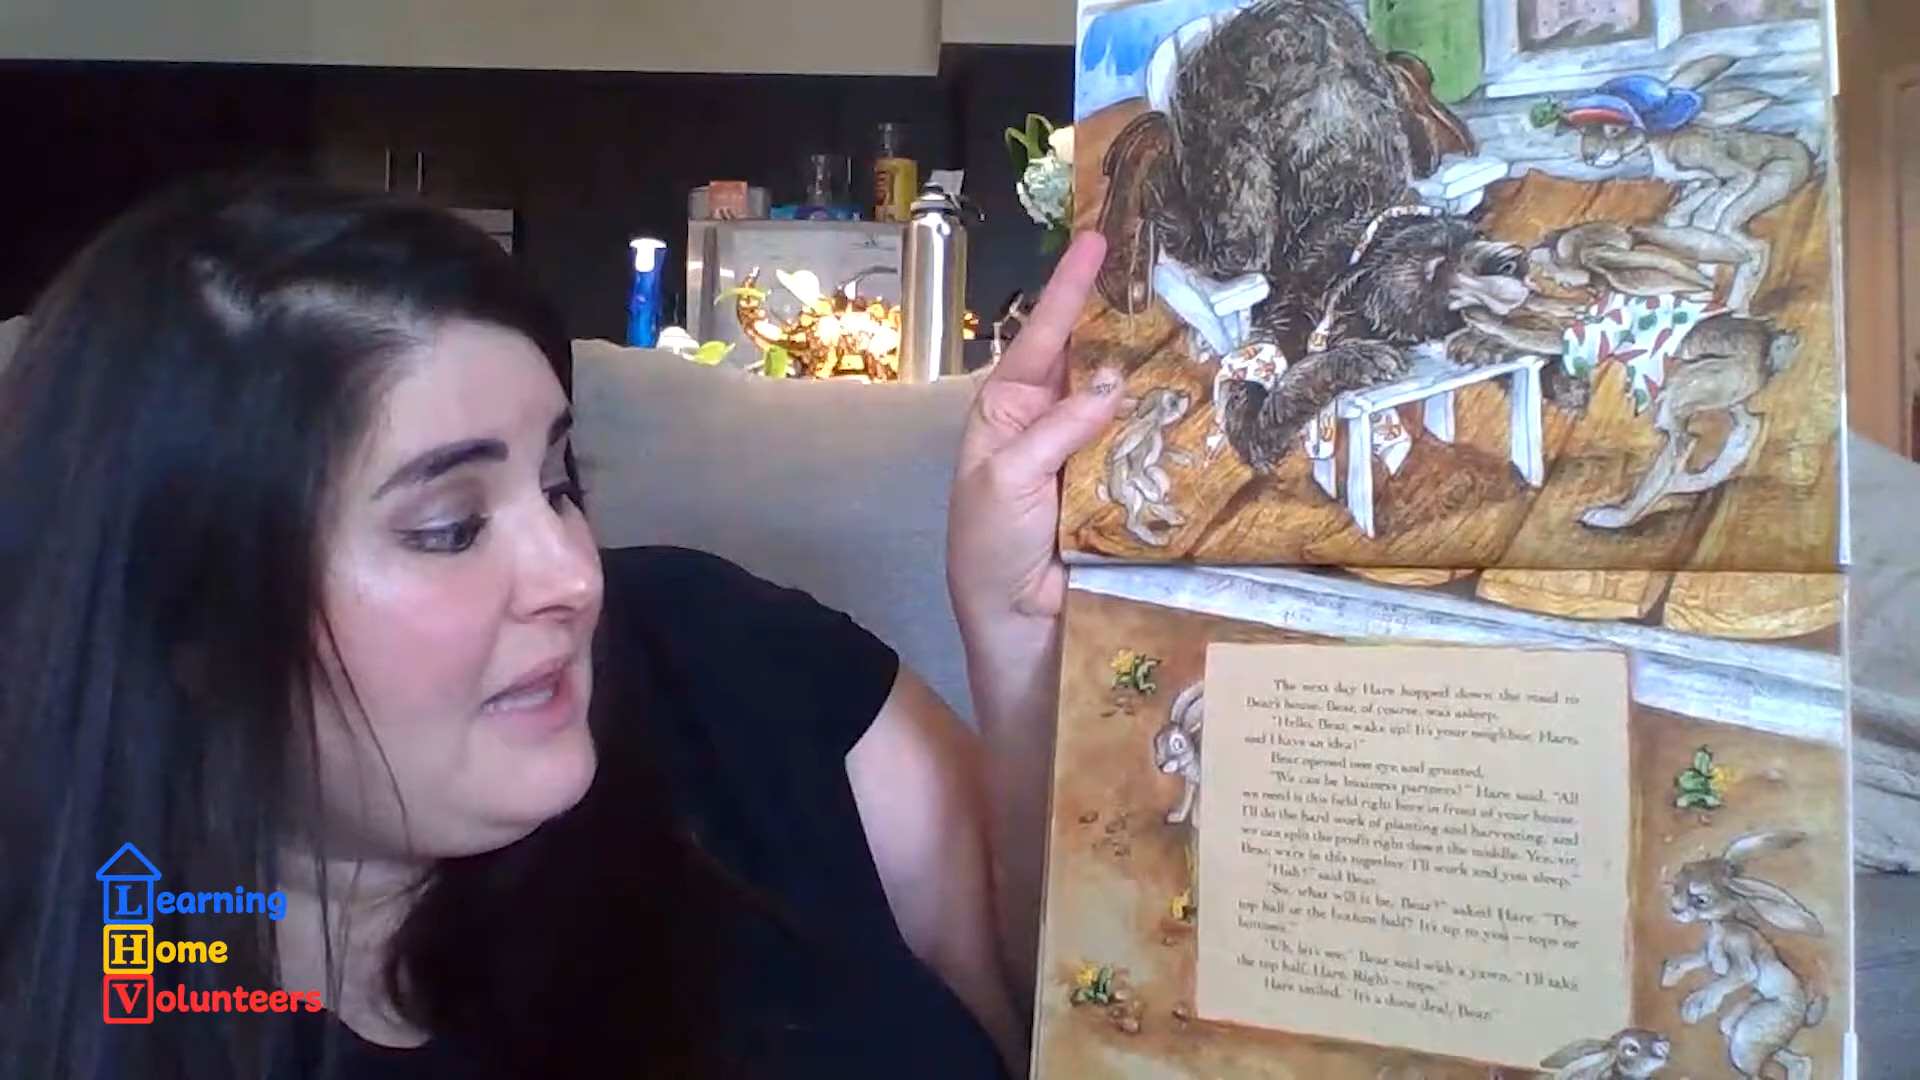 The next day Hare hopped down the road to
Bear's house. Bear, of course, was asleep.
"Hello, Bear, wake up! It's your neighbor, Hare,
and I have an idea!"
Bear opened one eye and grunted.
"We can be business partners!" Hare said. "All
we need is this field right here in front of your house.
I'll do the hard work of planting and harvesting, and
we can split the profit right down the middle. Yes, sir,
Bear, we're in this together. I'll work and you sleep."
"Huh?" said Bear.
"So, what will it be, Bear?" asked Hare. "The
top half or the bottom half? It's up to you – tops or
bottoms."
"Uh, let's see," Bear said with a yawn. "I'll take
the top half, Hare. Right – tops."
Hare smiled. "It's a done deal, Bear."
Learning
Home
Volunteers